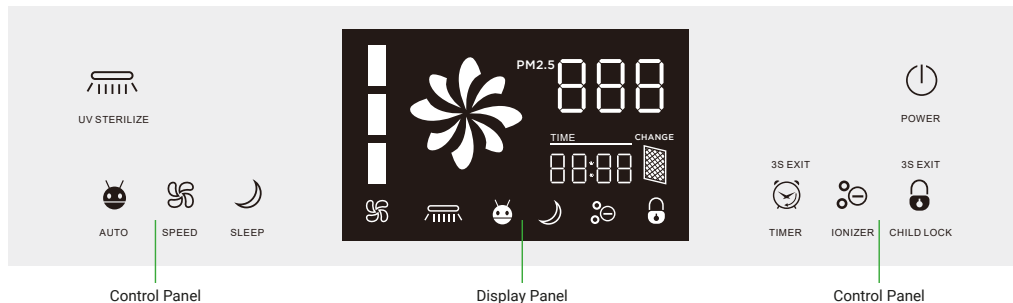 UV STERILIZE
AUTO
SPEED
SLEEP
PM2.5
888
TIME
CHANGE
88:88
POWER
3S EXIT
3S EXIT
TIMER
IONIZER
CHILD LOCK
Control Panel
Display Panel
Control Panel